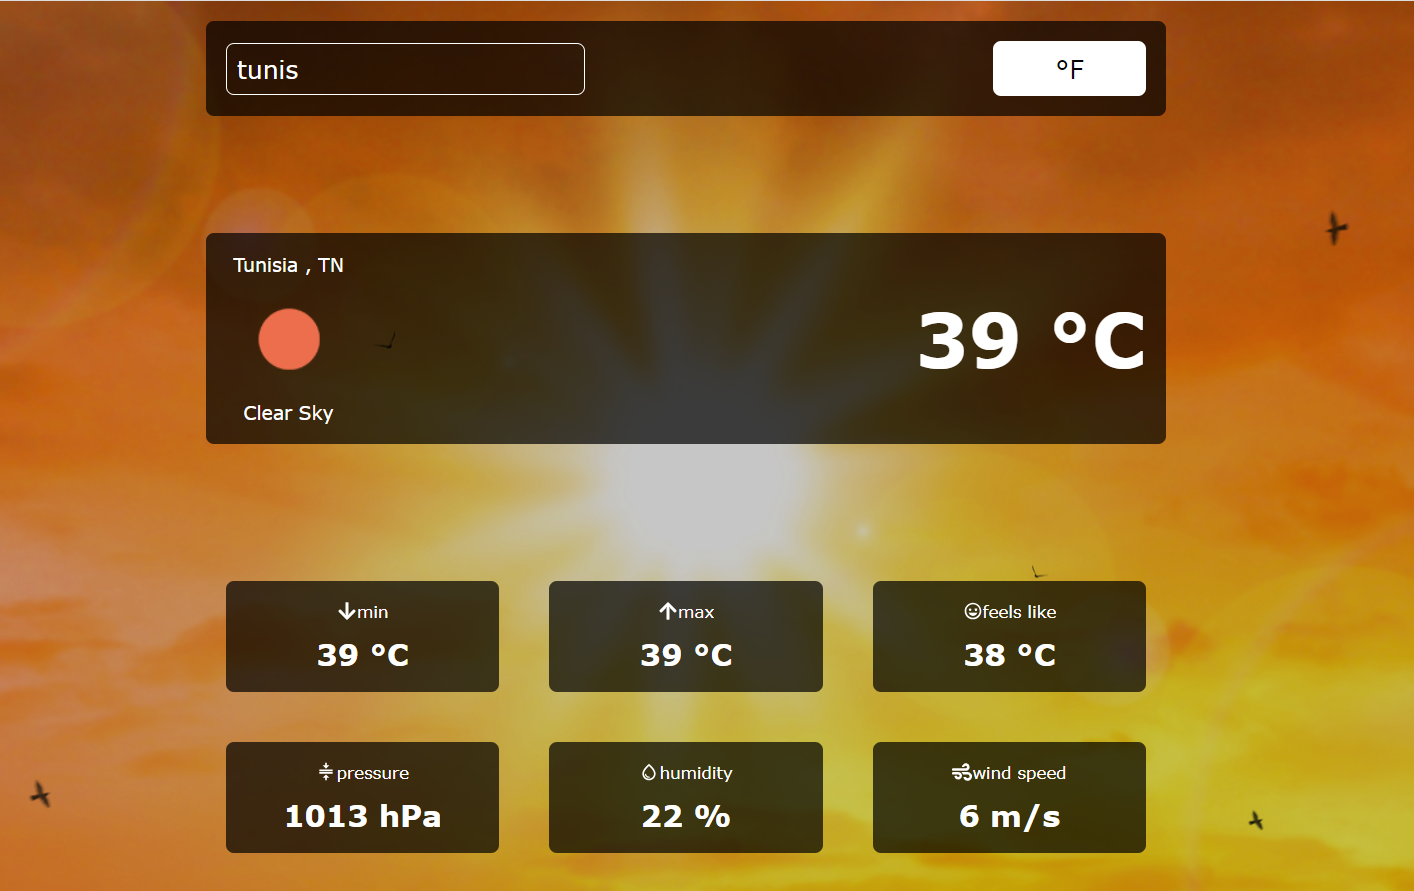 tunis
°F
Tunisia , TN
39 °C
Clear Sky
min
39 °C
max
39 °C
feels like
38 °C
pressure
1013 hPa
humidity
22 %
wind speed
6 m/s